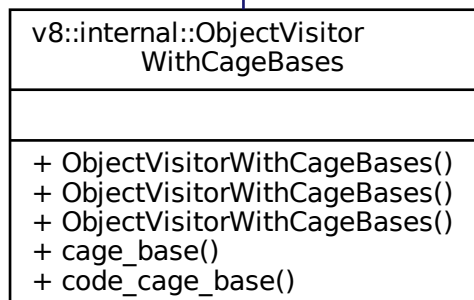 v8::internal::ObjectVisitor
WithCageBases
+ ObjectVisitorWithCageBases()
+ ObjectVisitorWithCageBases()
+ ObjectVisitorWithCageBases()
+ cage_base()
+ code_cage_base()